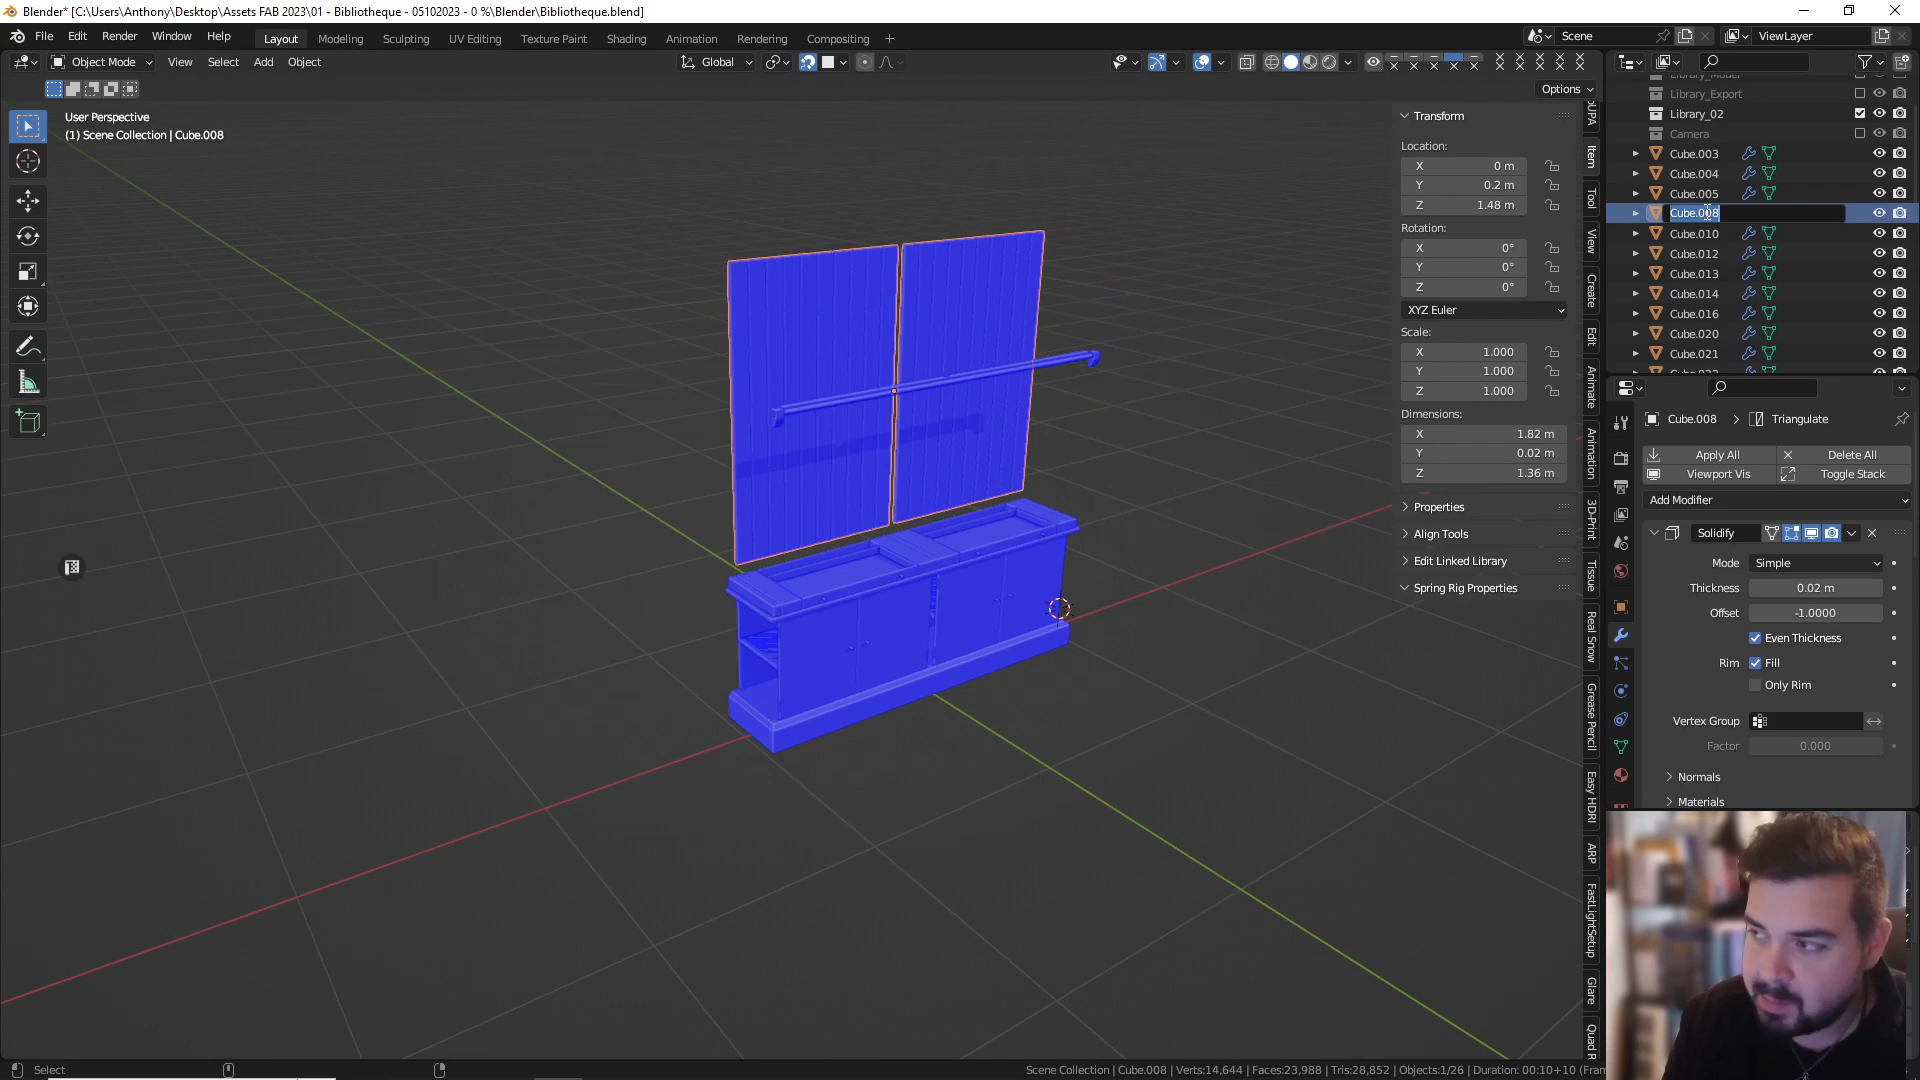 Blender* [C:\Users\Anthony\Desktop\Assets FAB 2023\01 - Bibliotheque - 05102023 - 0 %\Blender\Bibliotheque.blend]
File Edit Render Window Help Layout Modeling Sculpting UV Editing Texture Paint Shading Animation Rendering Compositing + Scene ViewLayer
Object Mode View Select Add Object Global
Options
User Perspective
(1) Scene Collection | Cube.008
Transform
Location:
X 0 m
Y 0.2 m
Z 1.48 m
Rotation:
X 0°
Y 0°
Z 0°
XYZ Euler
Scale:
X 1.000
Y 1.000
Z 1.000
Dimensions:
X 1.82 m
Y 0.02 m
Z 1.36 m
Properties
Align Tools
Edit Linked Library
Spring Rig Properties
Item
Tool
View
Create
Edit
Animate
Animation
3D-Print
Tissue
Real Snow
Grease Pencil
Easy HDRI
ARP
FastLightSetup
Glare
Quad R
Library_Model
Library_Export
Library_02
Camera
Cube.003
Cube.004
Cube.005
Cube.008
Cube.010
Cube.012
Cube.013
Cube.014
Cube.016
Cube.020
Cube.021
Cube.008 > Triangulate
Apply All Delete All
Viewport Vis Toggle Stack
Add Modifier
Solidify
Mode Simple
Thickness 0.02 m
Offset -1.0000
Even Thickness
Rim Fill
Only Rim
Vertex Group
Factor 0.000
Normals
Materials
Select
Scene Collection | Cube.008 | Verts:14,644 | Faces:23,988 | Tris:28,852 | Objects:1/26 | Duration: 00:10+10 (Fram